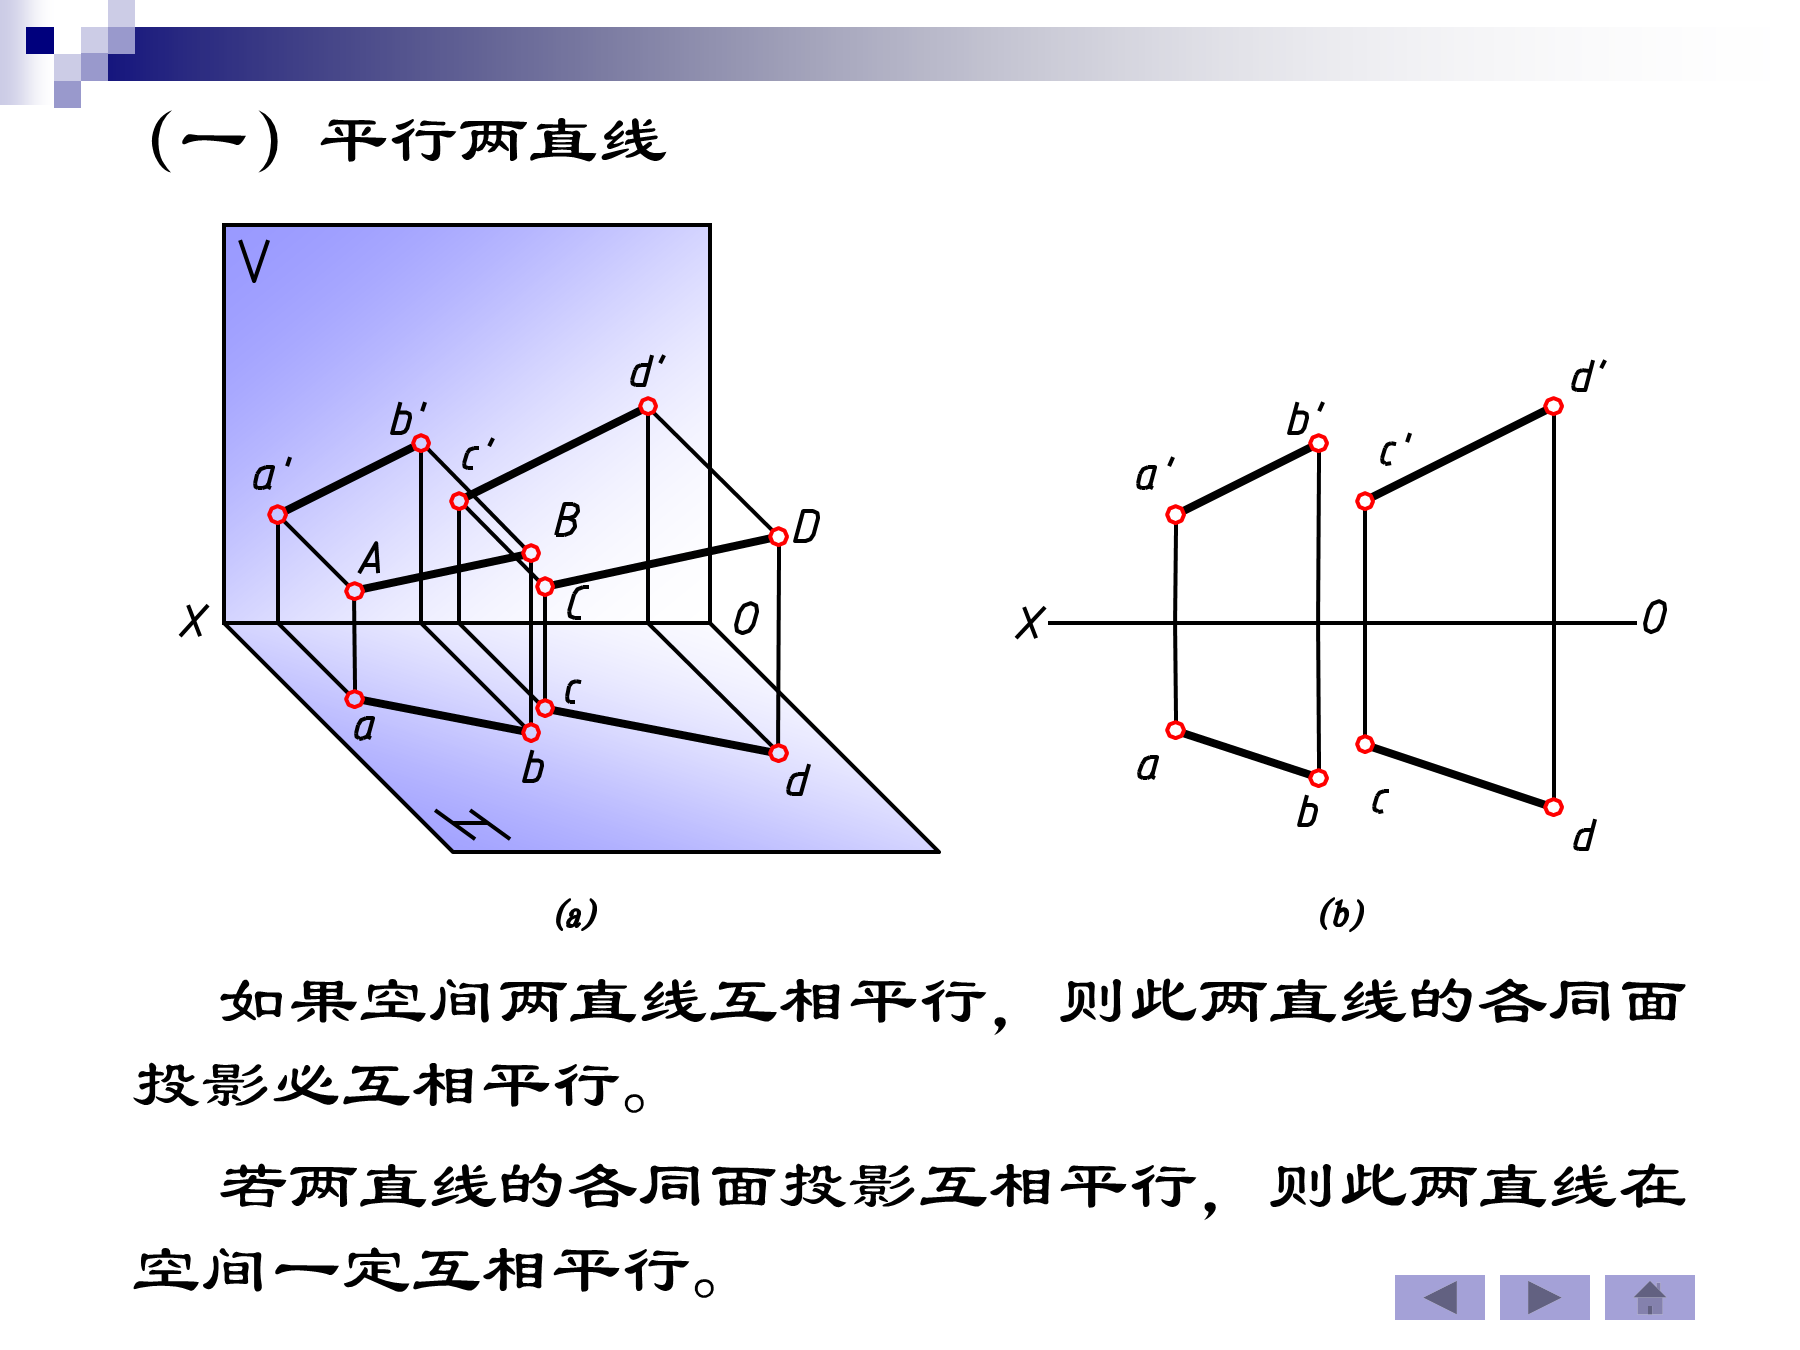 （一）平行两直线
V
d'
b'
c'
a'
B
D
A
C
X
O
c
a
b
d
H
(a)
d'
b'
c'
a'
X
O
a
c
b
d
(b)
如果空间两直线互相平行，则此两直线的各同面
投影必互相平行。
若两直线的各同面投影互相平行，则此两直线在
空间一定互相平行。